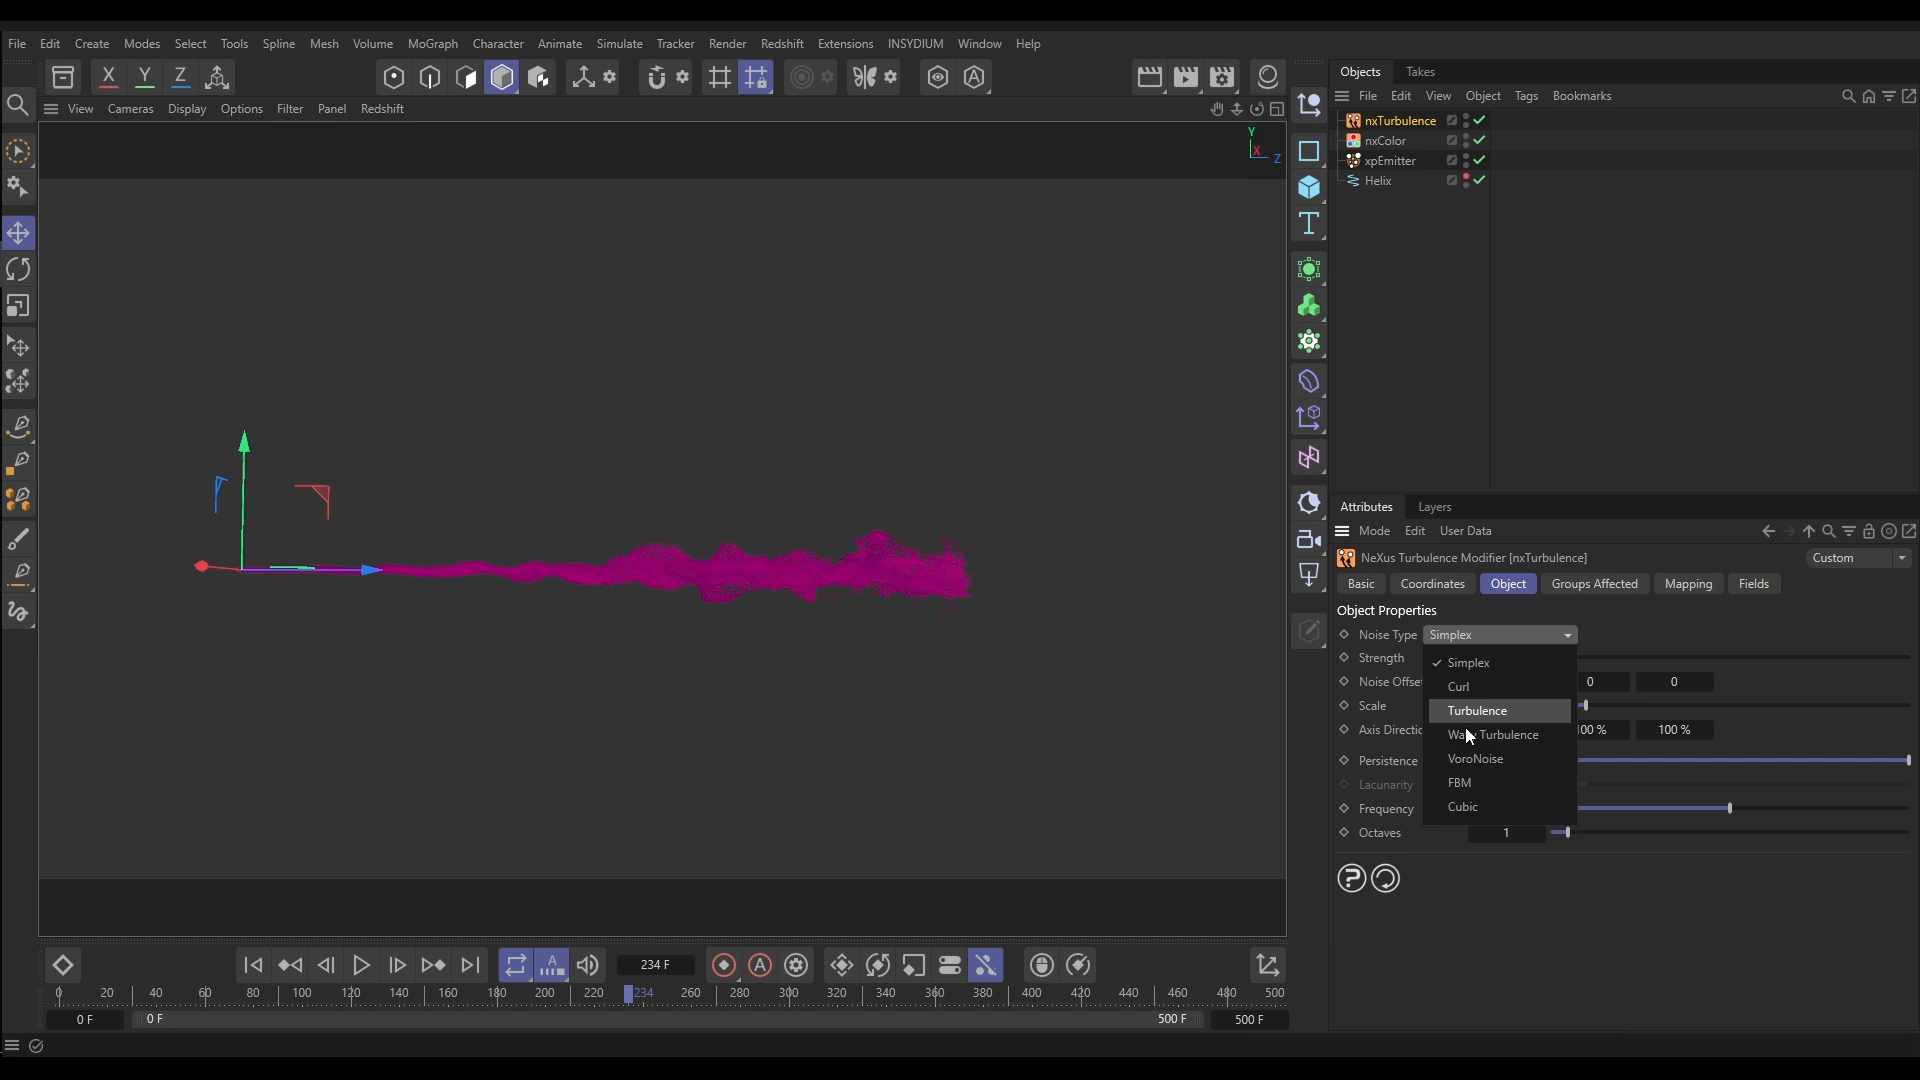 File Edit Create Modes Select Tools Spline Mesh Volume MoGraph Character Animate Simulate Tracker Render Redshift Extensions INSYDIUM Window Help
X Y Z
View Cameras Display Options Filter Panel Redshift
Y
X
Z
Objects Takes
File Edit View Object Tags Bookmarks
nxTurbulence
nxColor
xpEmitter
Helix
Attributes Layers
Mode Edit User Data
NeXus Turbulence Modifier [nxTurbulence] Custom
Basic Coordinates Object Groups Affected Mapping Fields
Object Properties
Noise Type Simplex
Strength Simplex
Noise Offse Curl 0 0
Scale Turbulence
Axis Directic Turbulence 100 % 100 %
Persistence VoroNoise
Lacunarity FBM
Frequency Cubic
Octaves 1
234 F
0 20 40 60 80 100 120 140 160 180 200 220 234 260 280 300 320 340 360 380 400 420 440 460 480 500
0 F 0 F 500 F 500 F